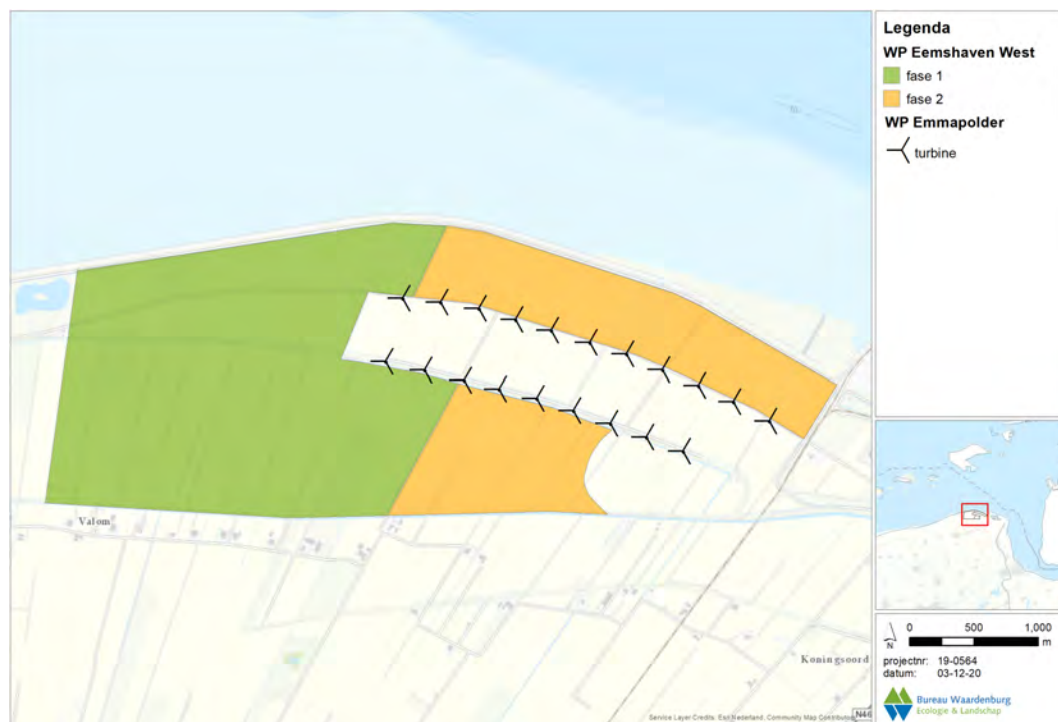 Legenda
WP Eemshaven West
fase 1
fase 2
WP Emmapolder
turbine
Valom
Koningsoord
N46
Service Layer Credits: Esri Nederland, Community Map Contributors
N
0 500 1,000
m
projectnr: 19-0564
datum: 03-12-20
Bureau Waardenburg
Ecologie & Landschap